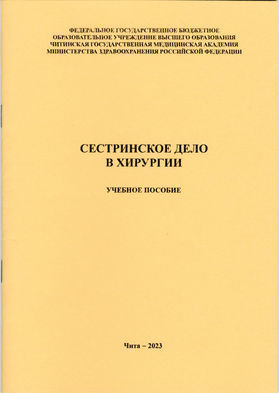 ФЕДЕРАЛЬНОЕ ГОСУДАРСТВЕННОЕ БЮДЖЕТНОЕ
ОБРАЗОВАТЕЛЬНОЕ УЧРЕЖДЕНИЕ ВЫСШЕГО ОБРАЗОВАНИЯ
ЧИТИНСКАЯ ГОСУДАРСТВЕННАЯ МЕДИЦИНСКАЯ АКАДЕМИЯ
МИНИСТЕРСТВА ЗДРАВООХРАНЕНИЯ РОССИЙСКОЙ ФЕДЕРАЦИИ
СЕСТРИНСКОЕ ДЕЛО
В ХИРУРГИИ
УЧЕБНОЕ ПОСОБИЕ
Чита – 2023